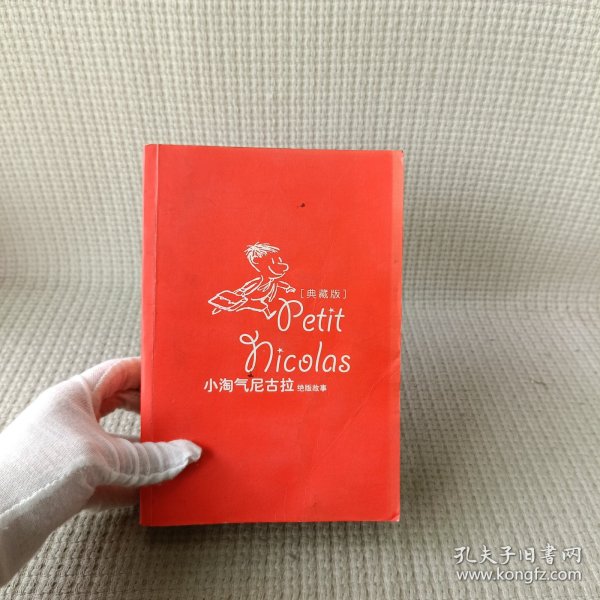 [典藏版]
Petit
Nicolas
小淘气尼古拉 绝版故事
孔夫子旧书网
www.kongfz.com